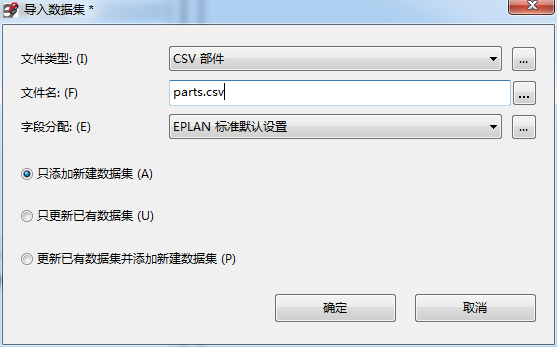 导入数据集 *
文件类型: (I) CSV 部件 ...
文件名: (F) parts.csv ...
字段分配: (E) EPLAN 标准默认设置 ...
只添加新建数据集 (A)
只更新已有数据集 (U)
更新已有数据集并添加新建数据集 (P)
确定 取消